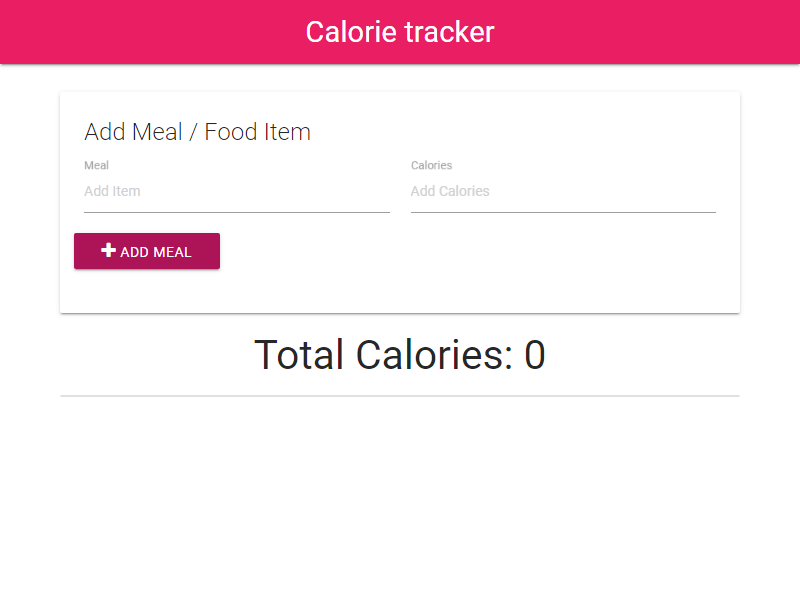 Calorie tracker
Add Meal / Food Item
Meal
Calories
Add Item
Add Calories
ADD MEAL
Total Calories: 0